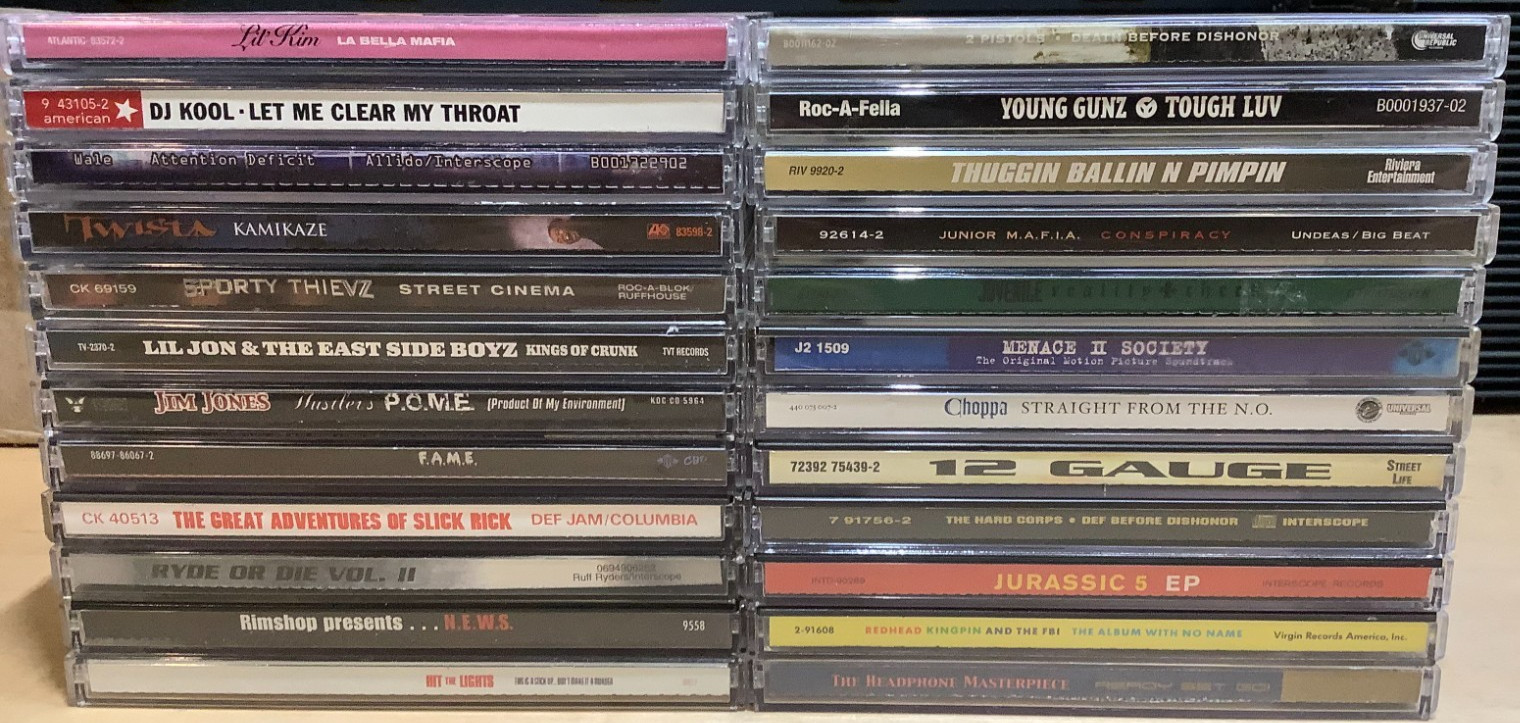 ATLANTIC 83572-2 Lil' Kim LA BELLA MAFIA
9 43105-2
american DJ KOOL · LET ME CLEAR MY THROAT
Wale Attention Deficit Allido/Interscope B001322902
Twista KAMIKAZE 83598-2
CK 69159 SPORTY THIEVZ STREET CINEMA ROC-A-BLOK/
RUFFHOUSE
TV-2370-2 LIL JON & THE EAST SIDE BOYZ KINGS OF CRUNK TVT RECORDS
JIM JONES Hustler's P.O.M.E. (Product Of My Environment) KOC CD 5964
88697-86067-2 F.A.M.E.
CK 40513 THE GREAT ADVENTURES OF SLICK RICK DEF JAM/COLUMBIA
RYDE OR DIE VOL. II
Ruff Ryders/Interscope
Rimshop presents . . . N.E.W.S. 9558
HIT THE LIGHTS
2 PISTOLS · DEATH BEFORE DISHONOR UNIVERSAL
REPUBLIC
Roc-A-Fella YOUNG GUNZ TOUGH LUV B0001937-02
RIV 9920-2 THUGGIN BALLIN N PIMPIN Riviera
Entertainment
92614-2 JUNIOR M.A.F.I.A. CONSPIRACY UNDEAS/BIG BEAT
JUVENILE reality check
J2 1509 MENACE II SOCIETY
The Original Motion Picture Soundtrack
Choppa STRAIGHT FROM THE N.O. UNIVERSAL
72392 75439-2 12 GAUGE STREET
LIFE
7 91756-2 THE HARD CORPS • DEF BEFORE DISHONOR INTERSCOPE
JURASSIC 5 EP INTERSCOPE RECORDS
2-91608 REDHEAD KINGPIN AND THE FBI THE ALBUM WITH NO NAME Virgin Records America, Inc.
THE HEADPHONE MASTERPIECE READY SET GO!